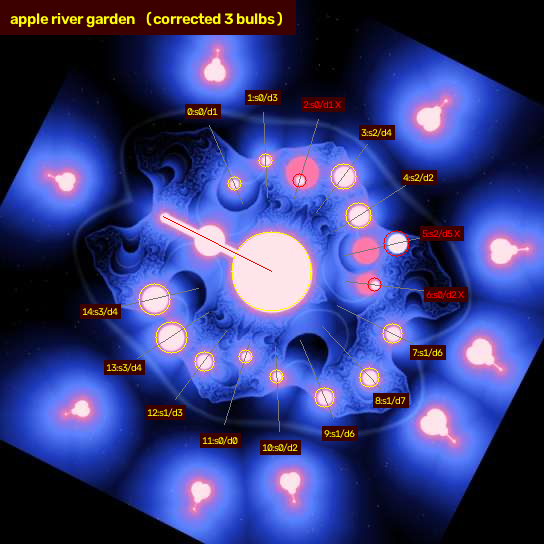 apple river garden (corrected 3 bulbs)
0:s0/d1
1:s0/d3
2:s0/d1 X
3:s2/d4
4:s2/d2
5:s2/d5 X
6:s0/d2 X
7:s1/d6
8:s1/d7
9:s1/d6
10:s0/d2
11:s0/d0
12:s1/d3
13:s3/d4
14:s3/d4